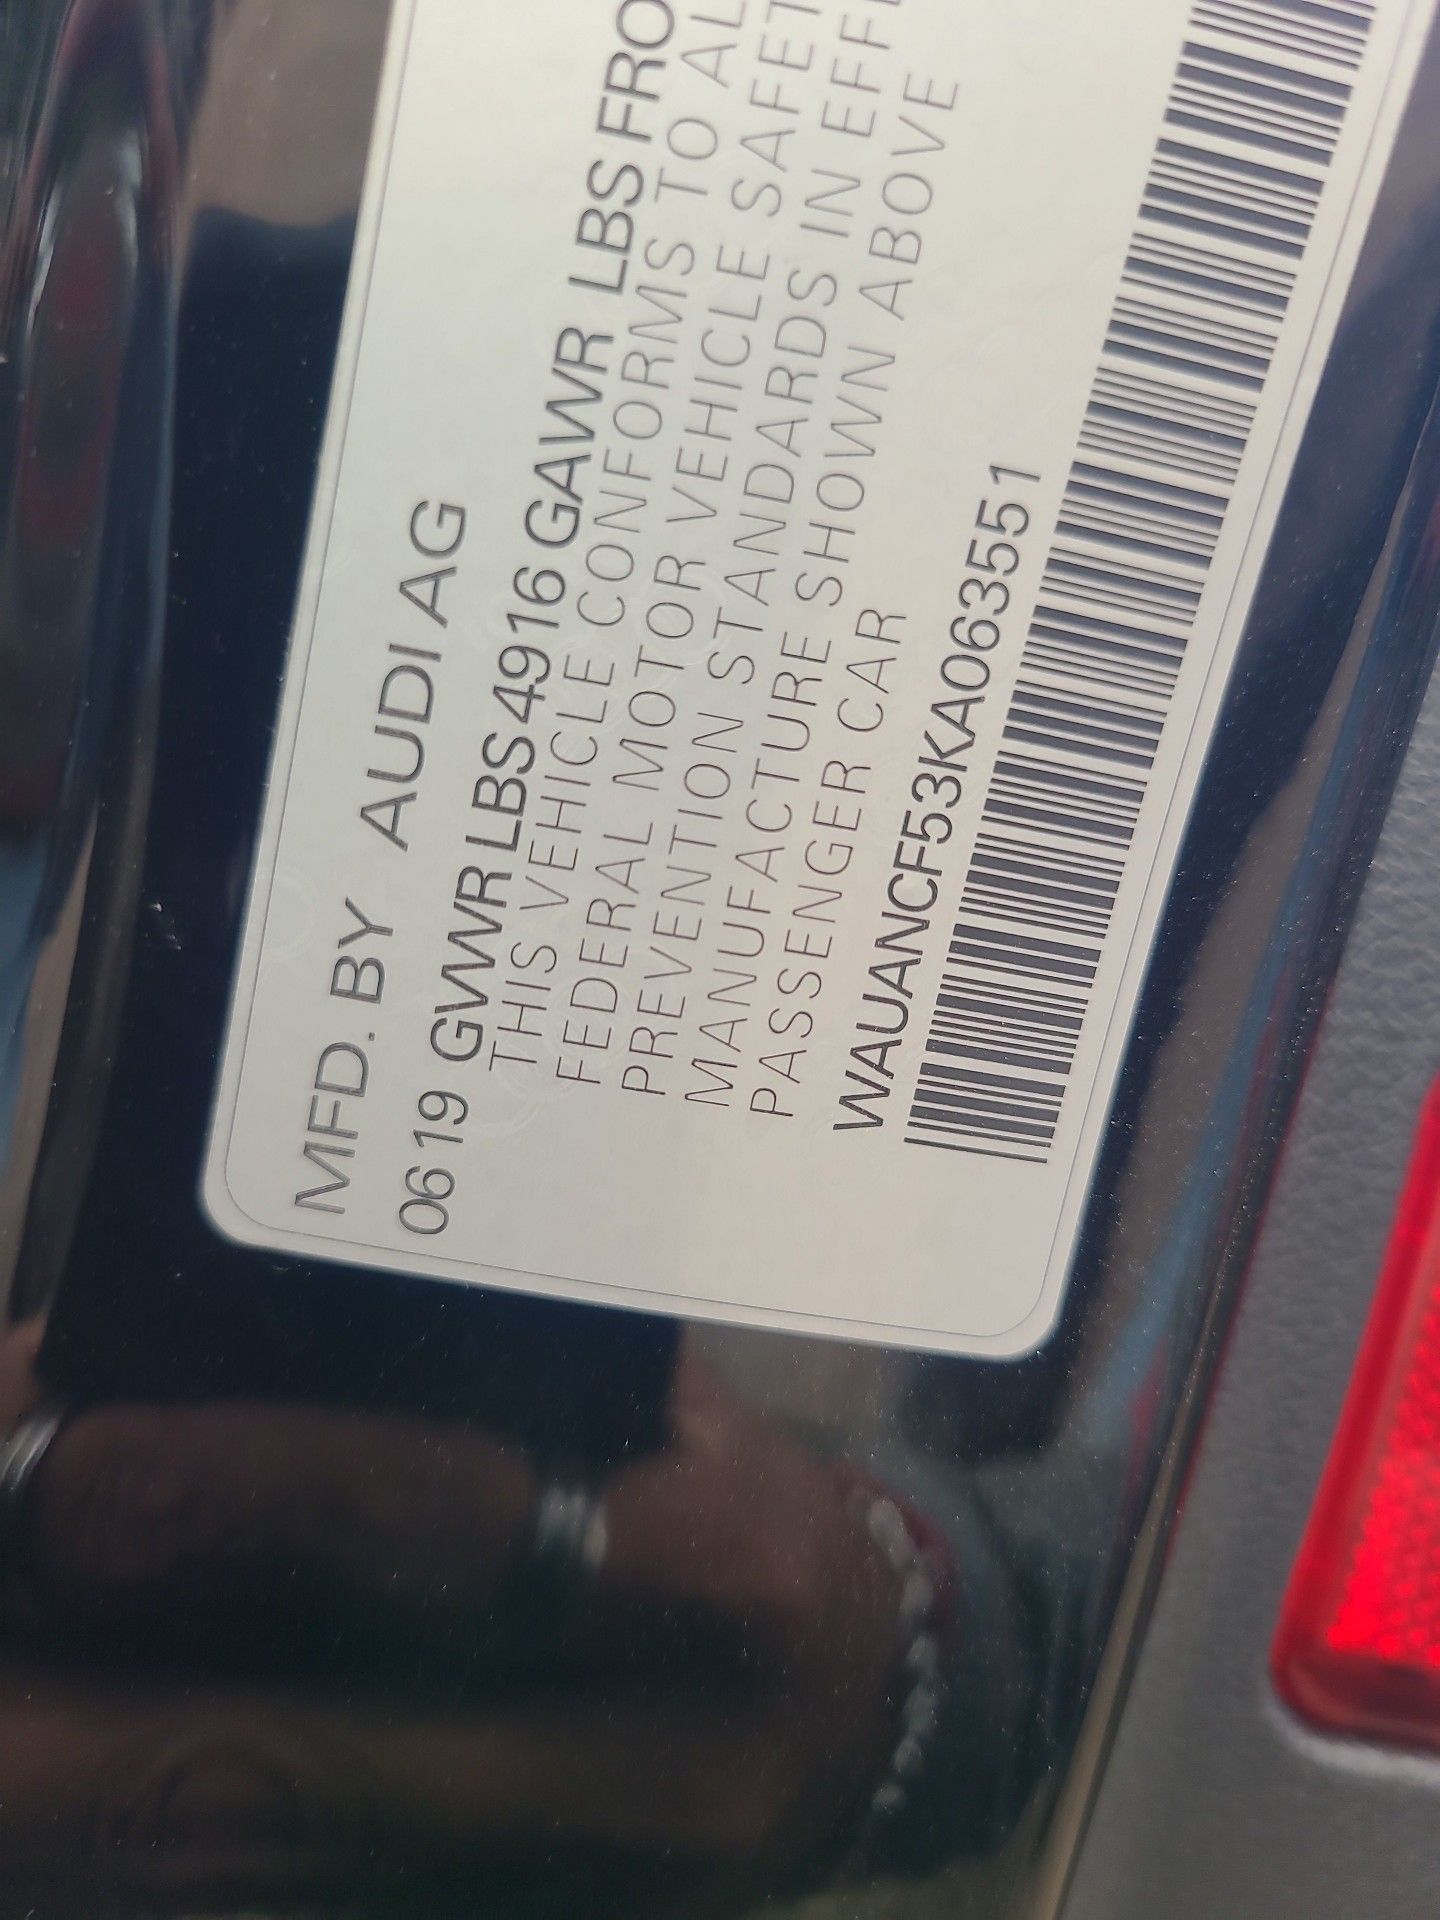 MFD. BY AUDI AG
06 19 GVWR LBS 4916 GAWR LBS FRO
THIS VEHICLE CONFORMS TO AL
FEDERAL MOTOR VEHICLE SAFET
PREVENTION STANDARDS IN EFF
MANUFACTURE SHOWN ABOVE
PASSENGER CAR
WAUANCF53KA063551